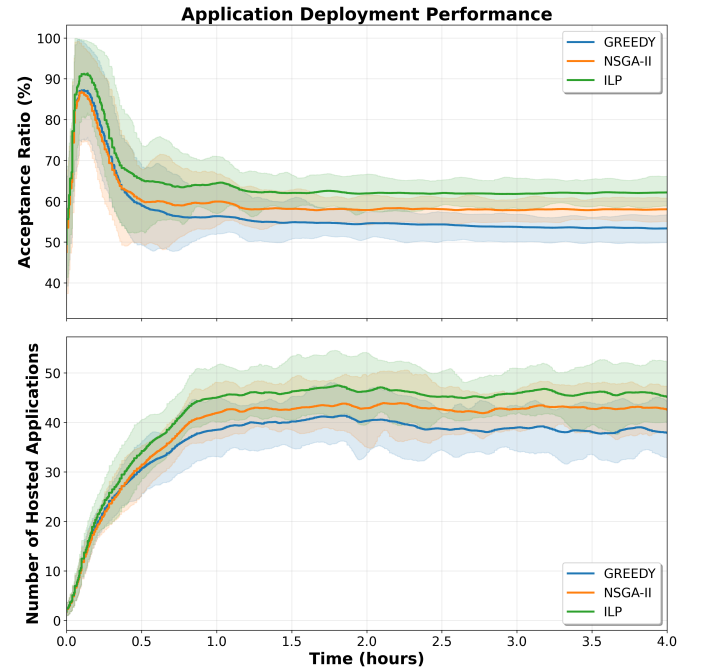 Application Deployment Performance
Acceptance Ratio (%)
100
90
80
70
60
50
40
GREEDY
NSGA-II
ILP
Number of Hosted Applications
50
40
30
20
10
0
GREEDY
NSGA-II
ILP
0.0 0.5 1.0 1.5 2.0 2.5 3.0 3.5 4.0
Time (hours)